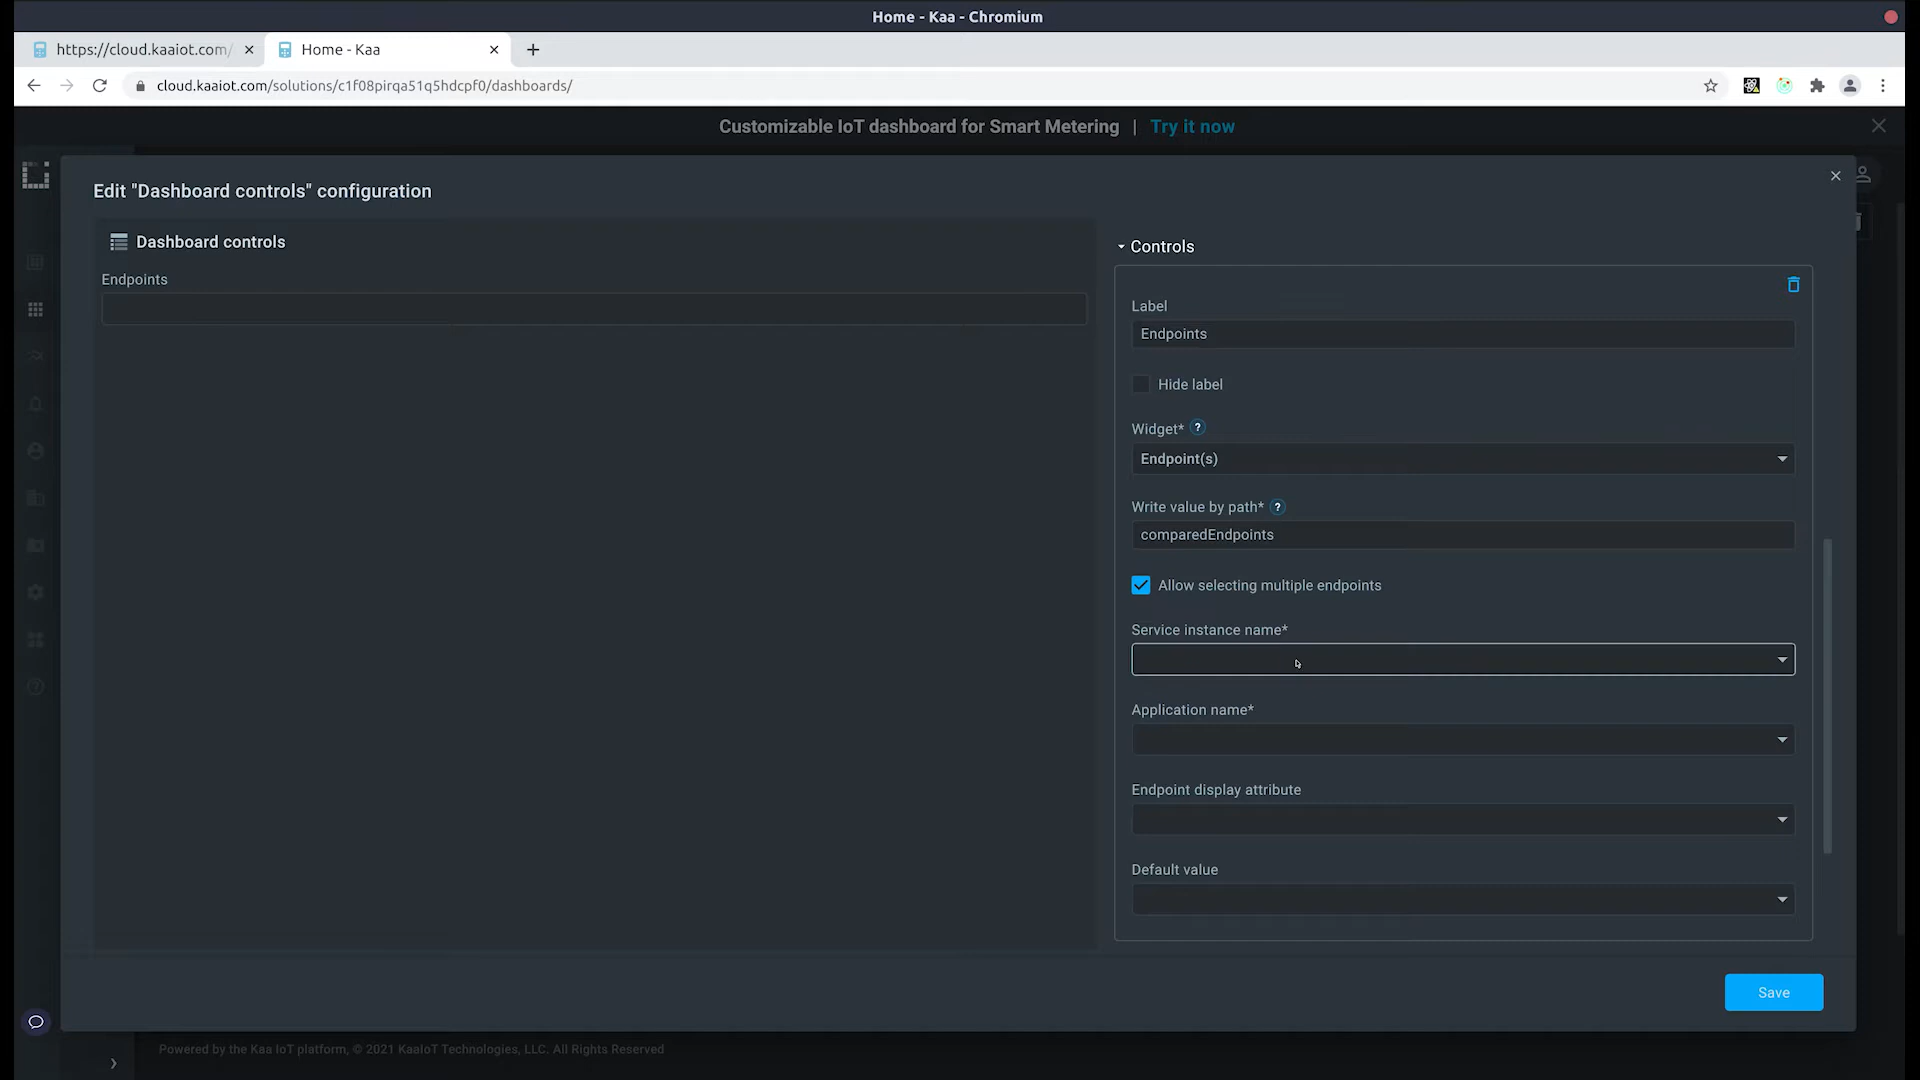 Home - Kaa - Chromium
https://cloud.kaaiot.com/
Home - Kaa
cloud.kaaiot.com/solutions/c1f08pirqa51q5hdcpf0/dashboards/
Customizable IoT dashboard for Smart Metering | Try it now
Edit "Dashboard controls" configuration
Dashboard controls
Endpoints
Controls
Label
Endpoints
Hide label
Widget* ?
Endpoint(s)
Write value by path* ?
comparedEndpoints
Allow selecting multiple endpoints
Service instance name*
Application name*
Endpoint display attribute
Default value
Save
Powered by the Kaa IoT platform, © 2021 KaaIoT Technologies, LLC. All Rights Reserved